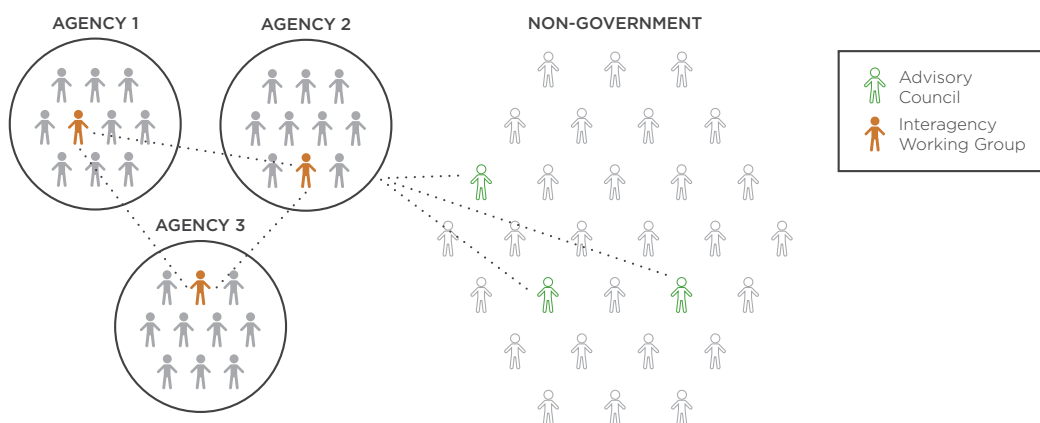 AGENCY 1
AGENCY 2
NON-GOVERNMENT
Advisory
Council
Interagency
Working Group
AGENCY 3